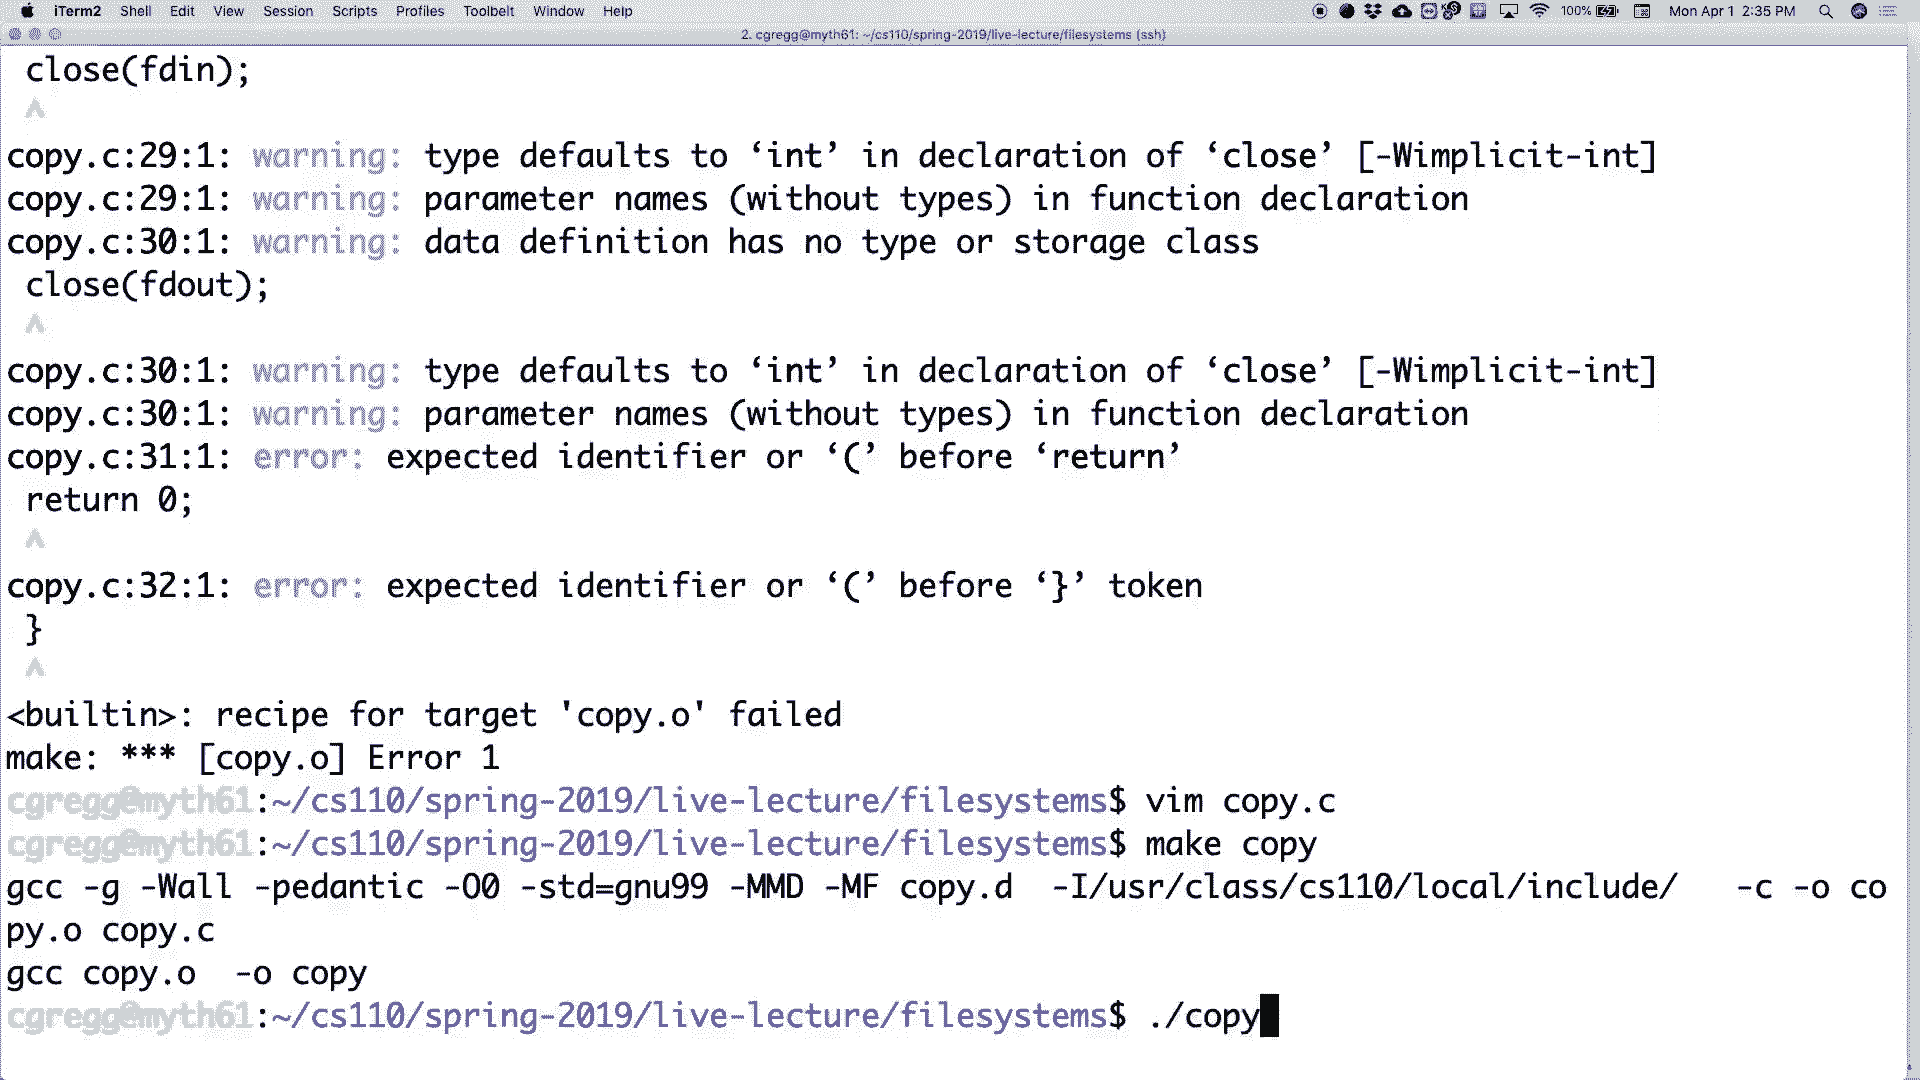 iTerm2 Shell Edit View Session Scripts Profiles Toolbelt Window Help 100% Mon Apr 1 2:35 PM
2. cgregg@myth61: ~/cs110/spring-2019/live-lecture/filesystems (ssh)
close(fdin);
^
copy.c:29:1: warning: type defaults to ‘int’ in declaration of ‘close’ [-Wimplicit-int]
copy.c:29:1: warning: parameter names (without types) in function declaration
copy.c:30:1: warning: data definition has no type or storage class
close(fdout);
^
copy.c:30:1: warning: type defaults to ‘int’ in declaration of ‘close’ [-Wimplicit-int]
copy.c:30:1: warning: parameter names (without types) in function declaration
copy.c:31:1: error: expected identifier or ‘(’ before ‘return’
return 0;
^
copy.c:32:1: error: expected identifier or ‘(’ before ‘}’ token
}
^
<builtin>: recipe for target 'copy.o' failed
make: *** [copy.o] Error 1
cgregg@myth61:~/cs110/spring-2019/live-lecture/filesystems$ vim copy.c
cgregg@myth61:~/cs110/spring-2019/live-lecture/filesystems$ make copy
gcc -g -Wall -pedantic -O0 -std=gnu99 -MMD -MF copy.d  -I/usr/class/cs110/local/include/   -c -o co
py.o copy.c
gcc copy.o  -o copy
cgregg@myth61:~/cs110/spring-2019/live-lecture/filesystems$ ./copy